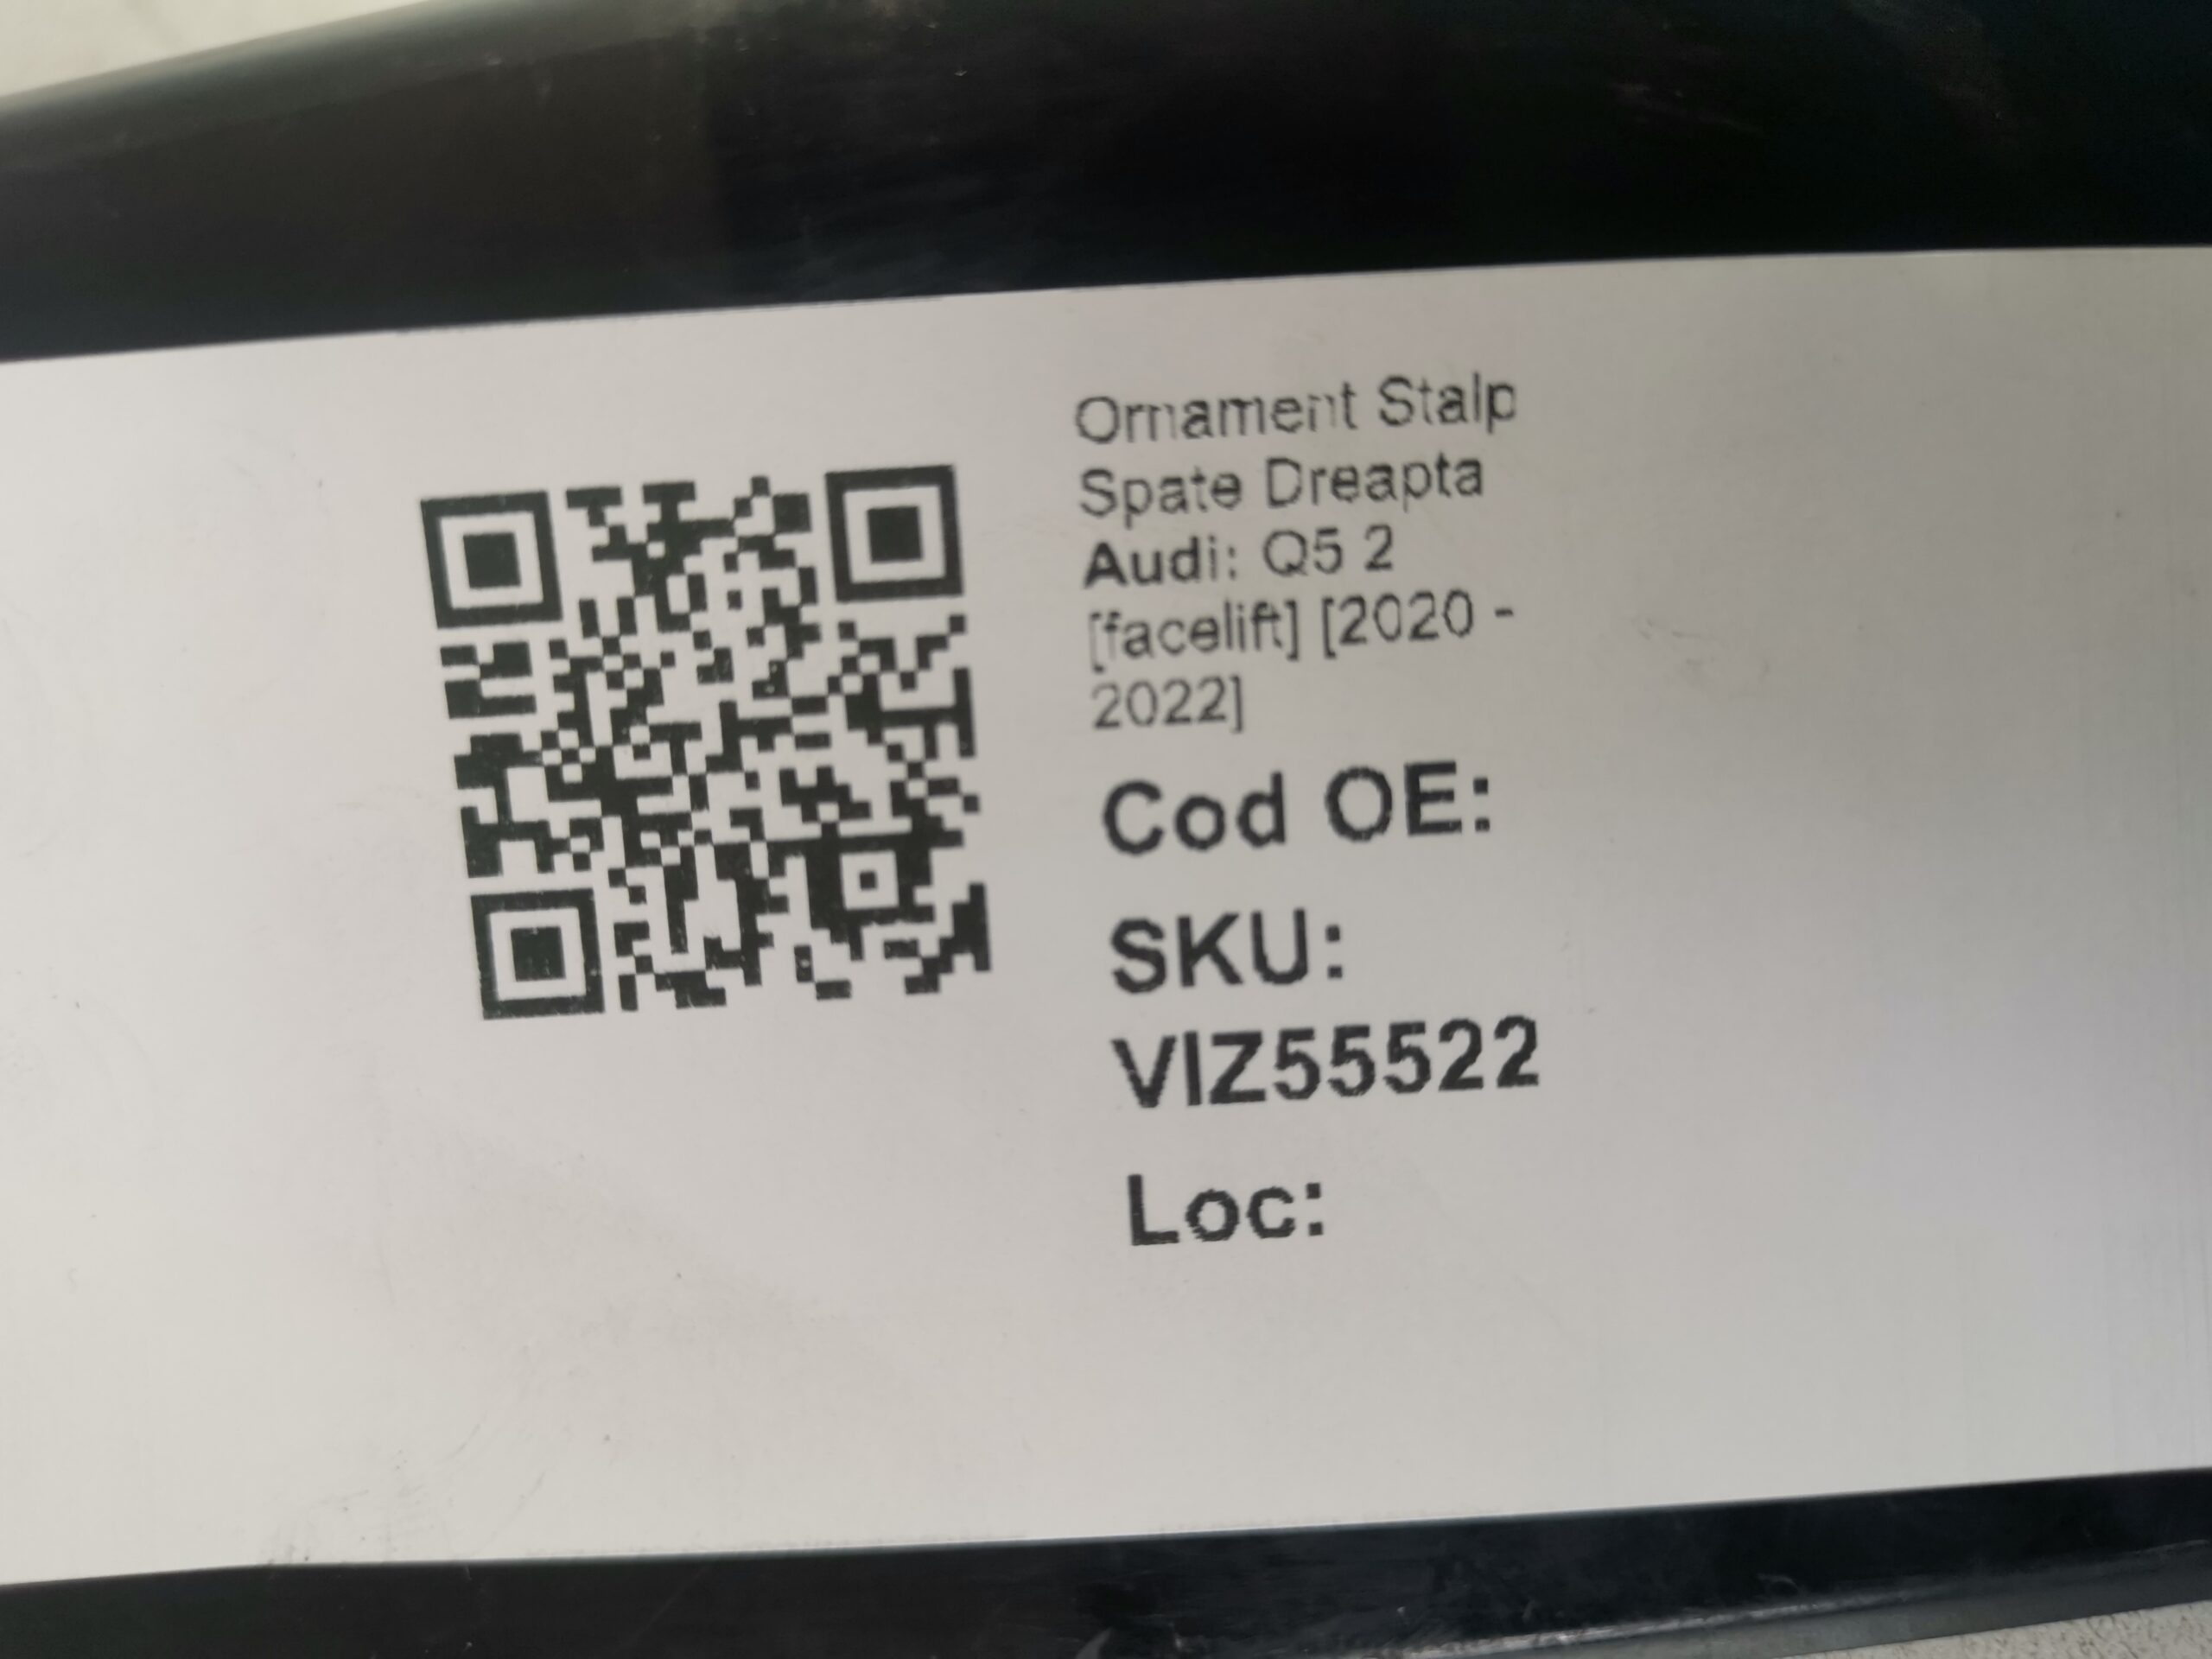 Ornament Stalp
Spate Dreapta
Audi: Q5 2
[facelift] [2020 -
2022]
Cod OE:
SKU:
VIZ55522
Loc: